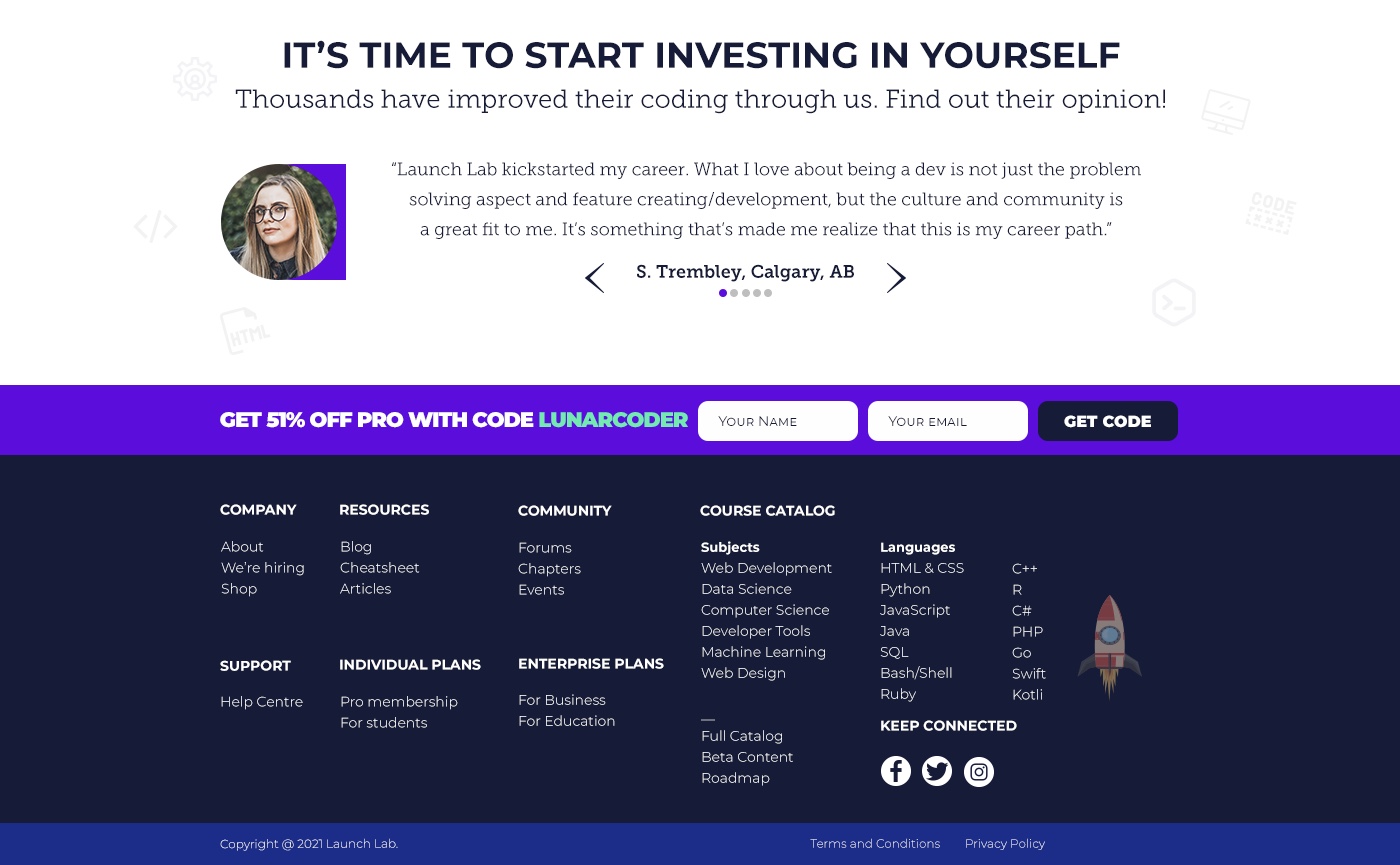 IT’S TIME TO START INVESTING IN YOURSELF
Thousands have improved their coding through us. Find out their opinion!
“Launch Lab kickstarted my career. What I love about being a dev is not just the problem
solving aspect and feature creating/development, but the culture and community is
a great fit to me. It’s something that’s made me realize that this is my career path.”
S. Trembley, Calgary, AB
</>
CODE
HTML
GET 51% OFF PRO WITH CODE LUNARCODER
Your Name
Your email
GET CODE
COMPANY
About
We’re hiring
Shop
RESOURCES
Blog
Cheatsheet
Articles
COMMUNITY
Forums
Chapters
Events
SUPPORT
Help Centre
INDIVIDUAL PLANS
Pro membership
For students
ENTERPRISE PLANS
For Business
For Education
COURSE CATALOG
Subjects
Web Development
Data Science
Computer Science
Developer Tools
Machine Learning
Web Design
—
Full Catalog
Beta Content
Roadmap
Languages
HTML & CSS
Python
JavaScript
Java
SQL
Bash/Shell
Ruby
C++
R
C#
PHP
Go
Swift
Kotli
KEEP CONNECTED
Copyright @ 2021 Launch Lab.
Terms and Conditions
Privacy Policy